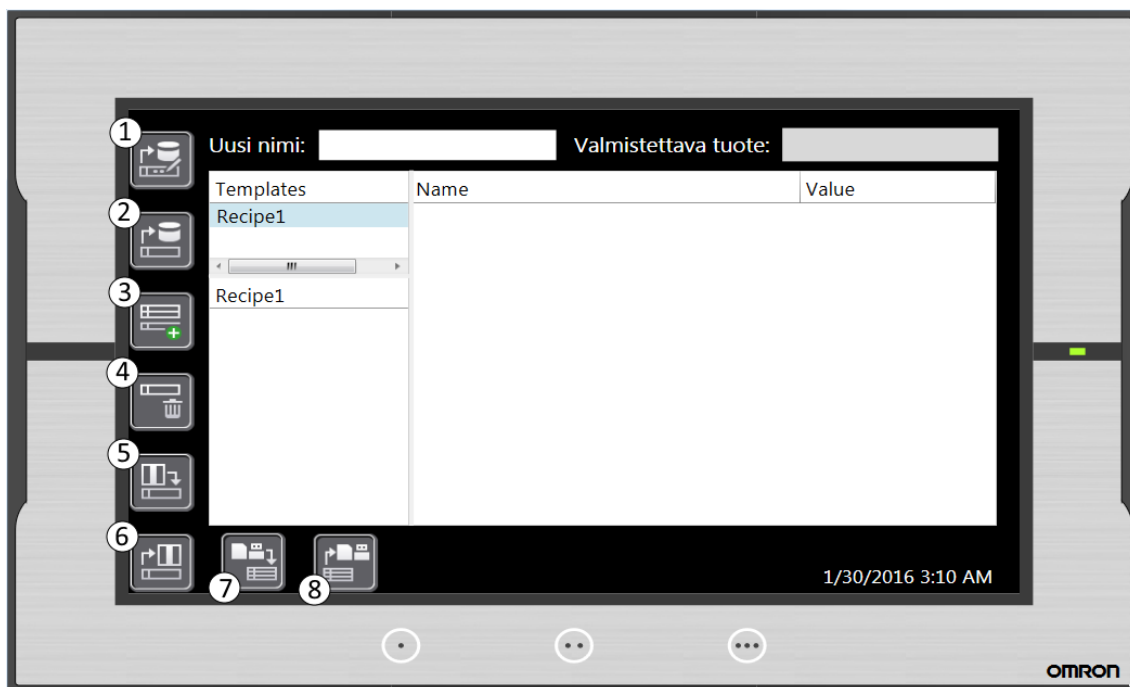 1
Uusi nimi:
Valmistettava tuote:
Templates
Name
Value
2
Recipe1
3
Recipe1
4
5
6
7
8
1/30/2016 3:10 AM
OMRON